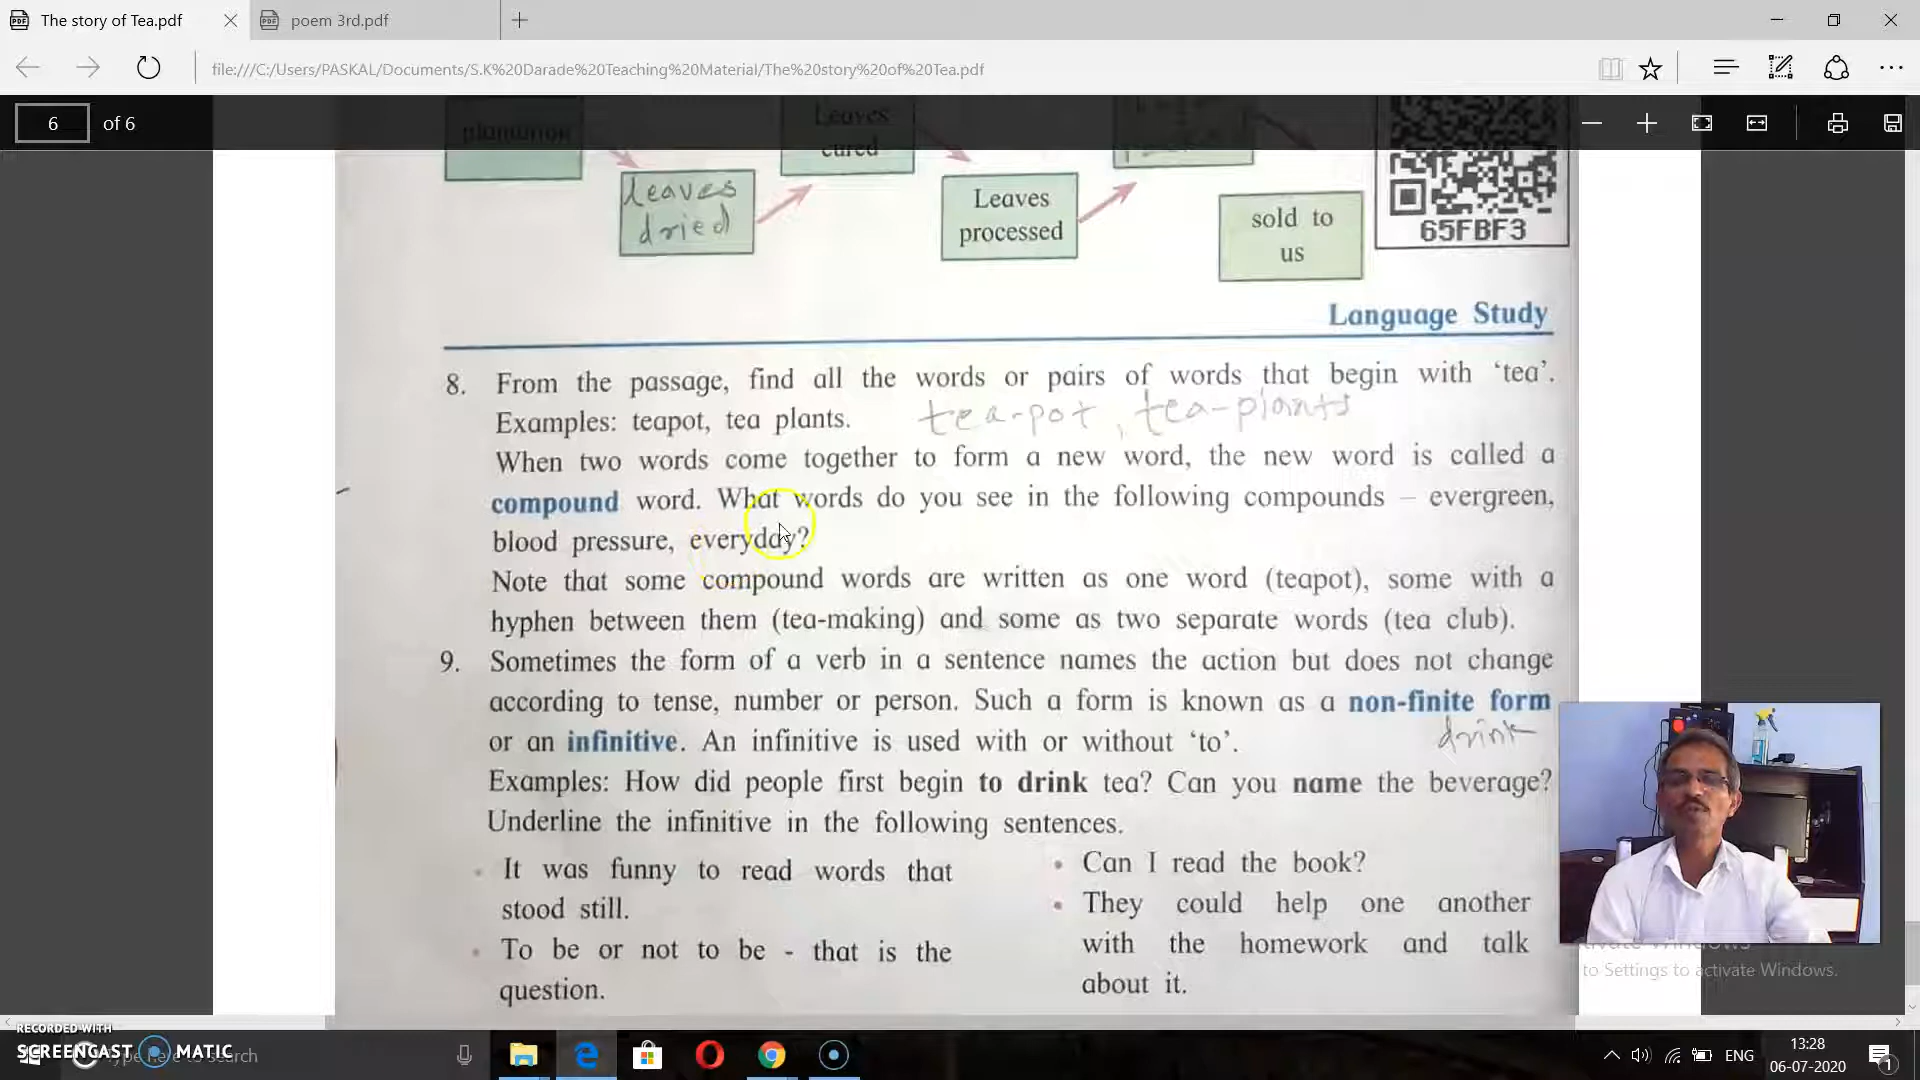 The story of Tea.pdf
poem 3rd.pdf
file:///C:/Users/PASKAL/Documents/S.K%20Darade%20Teaching%20Material/The%20story%20of%20Tea.pdf
6 of 6
plantation
Leaves
cured
leaves
dried
Leaves
processed
sold to
us
65FBF3
Language Study
8. From the passage, find all the words or pairs of words that begin with ‘tea’.
Examples: teapot, tea plants. tea-pot, tea-plants
When two words come together to form a new word, the new word is called a
compound word. What words do you see in the following compounds – evergreen,
blood pressure, everyday?
Note that some compound words are written as one word (teapot), some with a
hyphen between them (tea-making) and some as two separate words (tea club).
9. Sometimes the form of a verb in a sentence names the action but does not change
according to tense, number or person. Such a form is known as a non-finite form
or an infinitive. An infinitive is used with or without ‘to’. drink
Examples: How did people first begin to drink tea? Can you name the beverage?
Underline the infinitive in the following sentences.
• It was funny to read words that
stood still.
• To be or not to be - that is the
question.
• Can I read the book?
• They could help one another
with the homework and talk
about it.
to Settings to activate Windows.
RECORDED WITH
SCREENCAST MATIC
here to search
ENG
13:28
06-07-2020
1